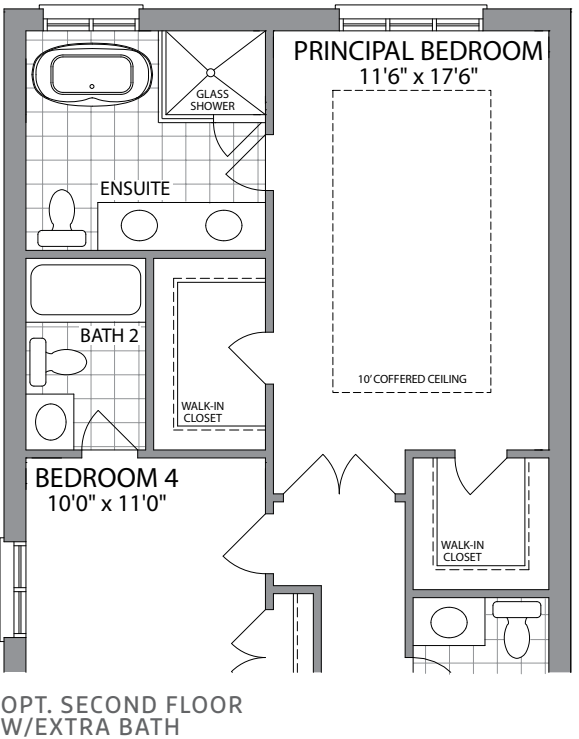 PRINCIPAL BEDROOM
11'6" x 17'6"
GLASS
SHOWER
ENSUITE
BATH 2
10' COFFERED CEILING
WALK-IN
CLOSET
BEDROOM 4
10'0" x 11'0"
WALK-IN
CLOSET
OPT. SECOND FLOOR
W/EXTRA BATH